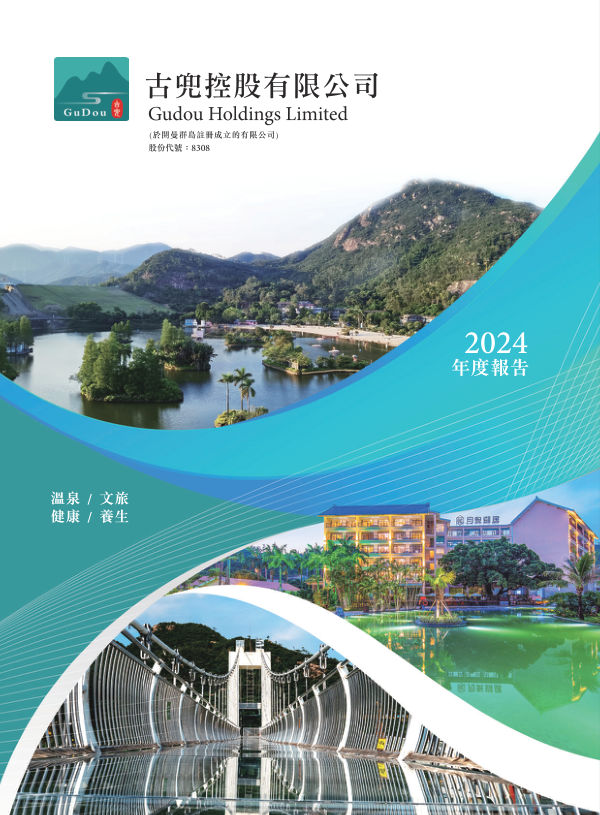 GuDou
古兜
古兜控股有限公司
Gudou Holdings Limited
(於開曼群島註冊成立的有限公司)
股份代號：8308
2024
年度報告
溫泉 / 文旅
健康 / 養生